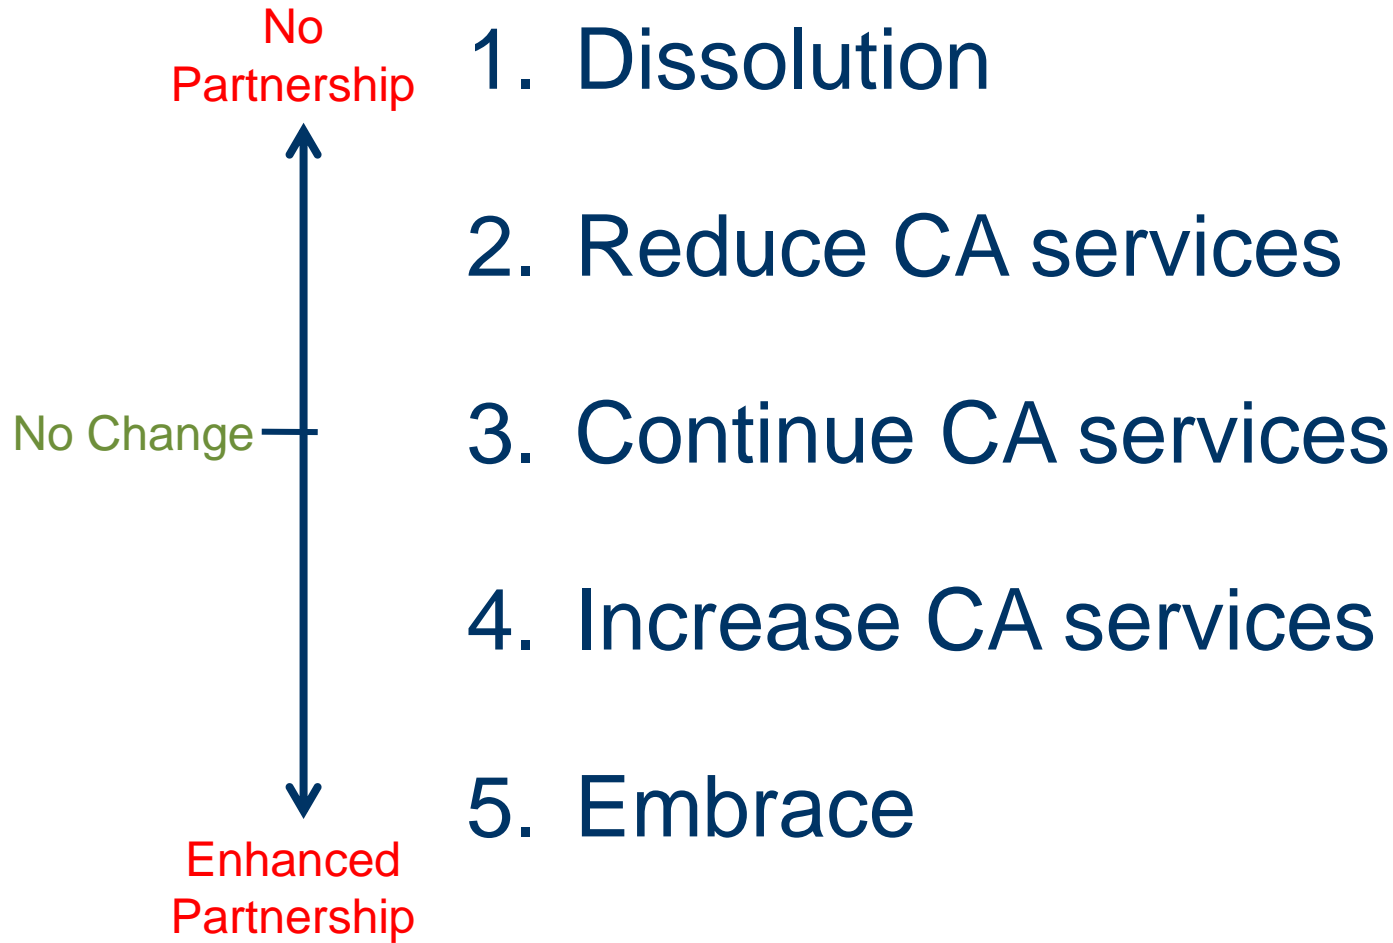 No
Partnership
1. Dissolution
2. Reduce CA services
No Change
3. Continue CA services
4. Increase CA services
5. Embrace
Enhanced
Partnership